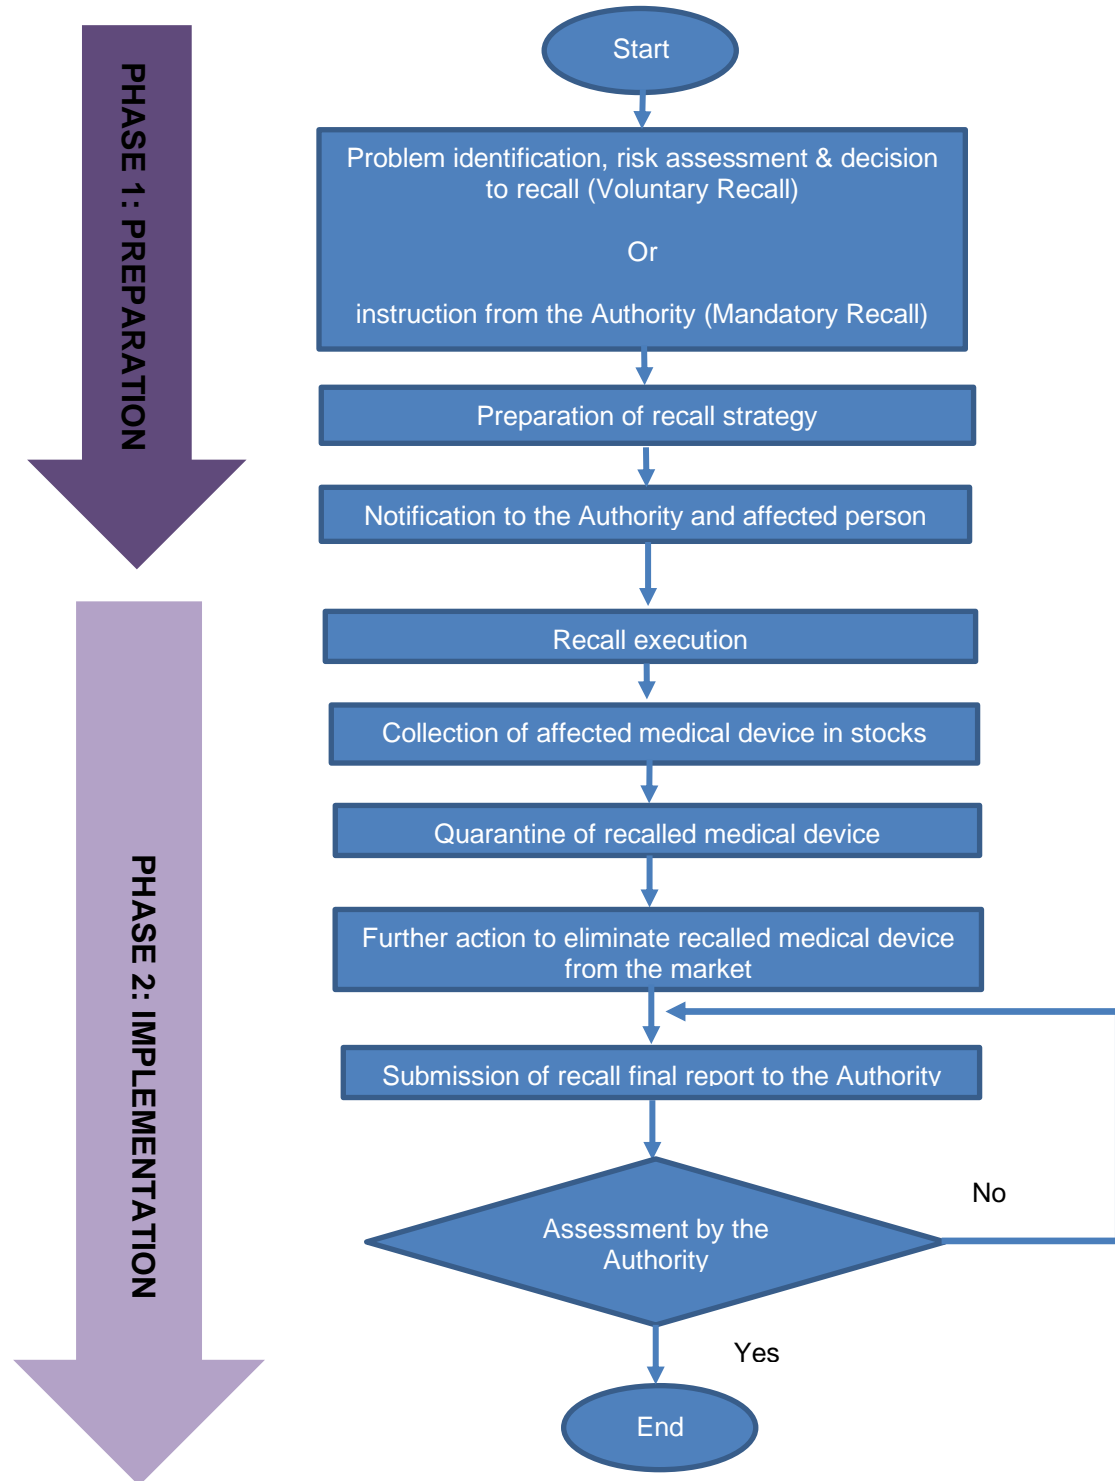 PHASE 1: PREPARATION
Start
Problem identification, risk assessment & decision
to recall (Voluntary Recall)
Or
instruction from the Authority (Mandatory Recall)
Preparation of recall strategy
Notification to the Authority and affected person
PHASE 2: IMPLEMENTATION
Recall execution
Collection of affected medical device in stocks
Quarantine of recalled medical device
Further action to eliminate recalled medical device
from the market
Submission of recall final report to the Authority
Assessment by the
Authority
No
Yes
End